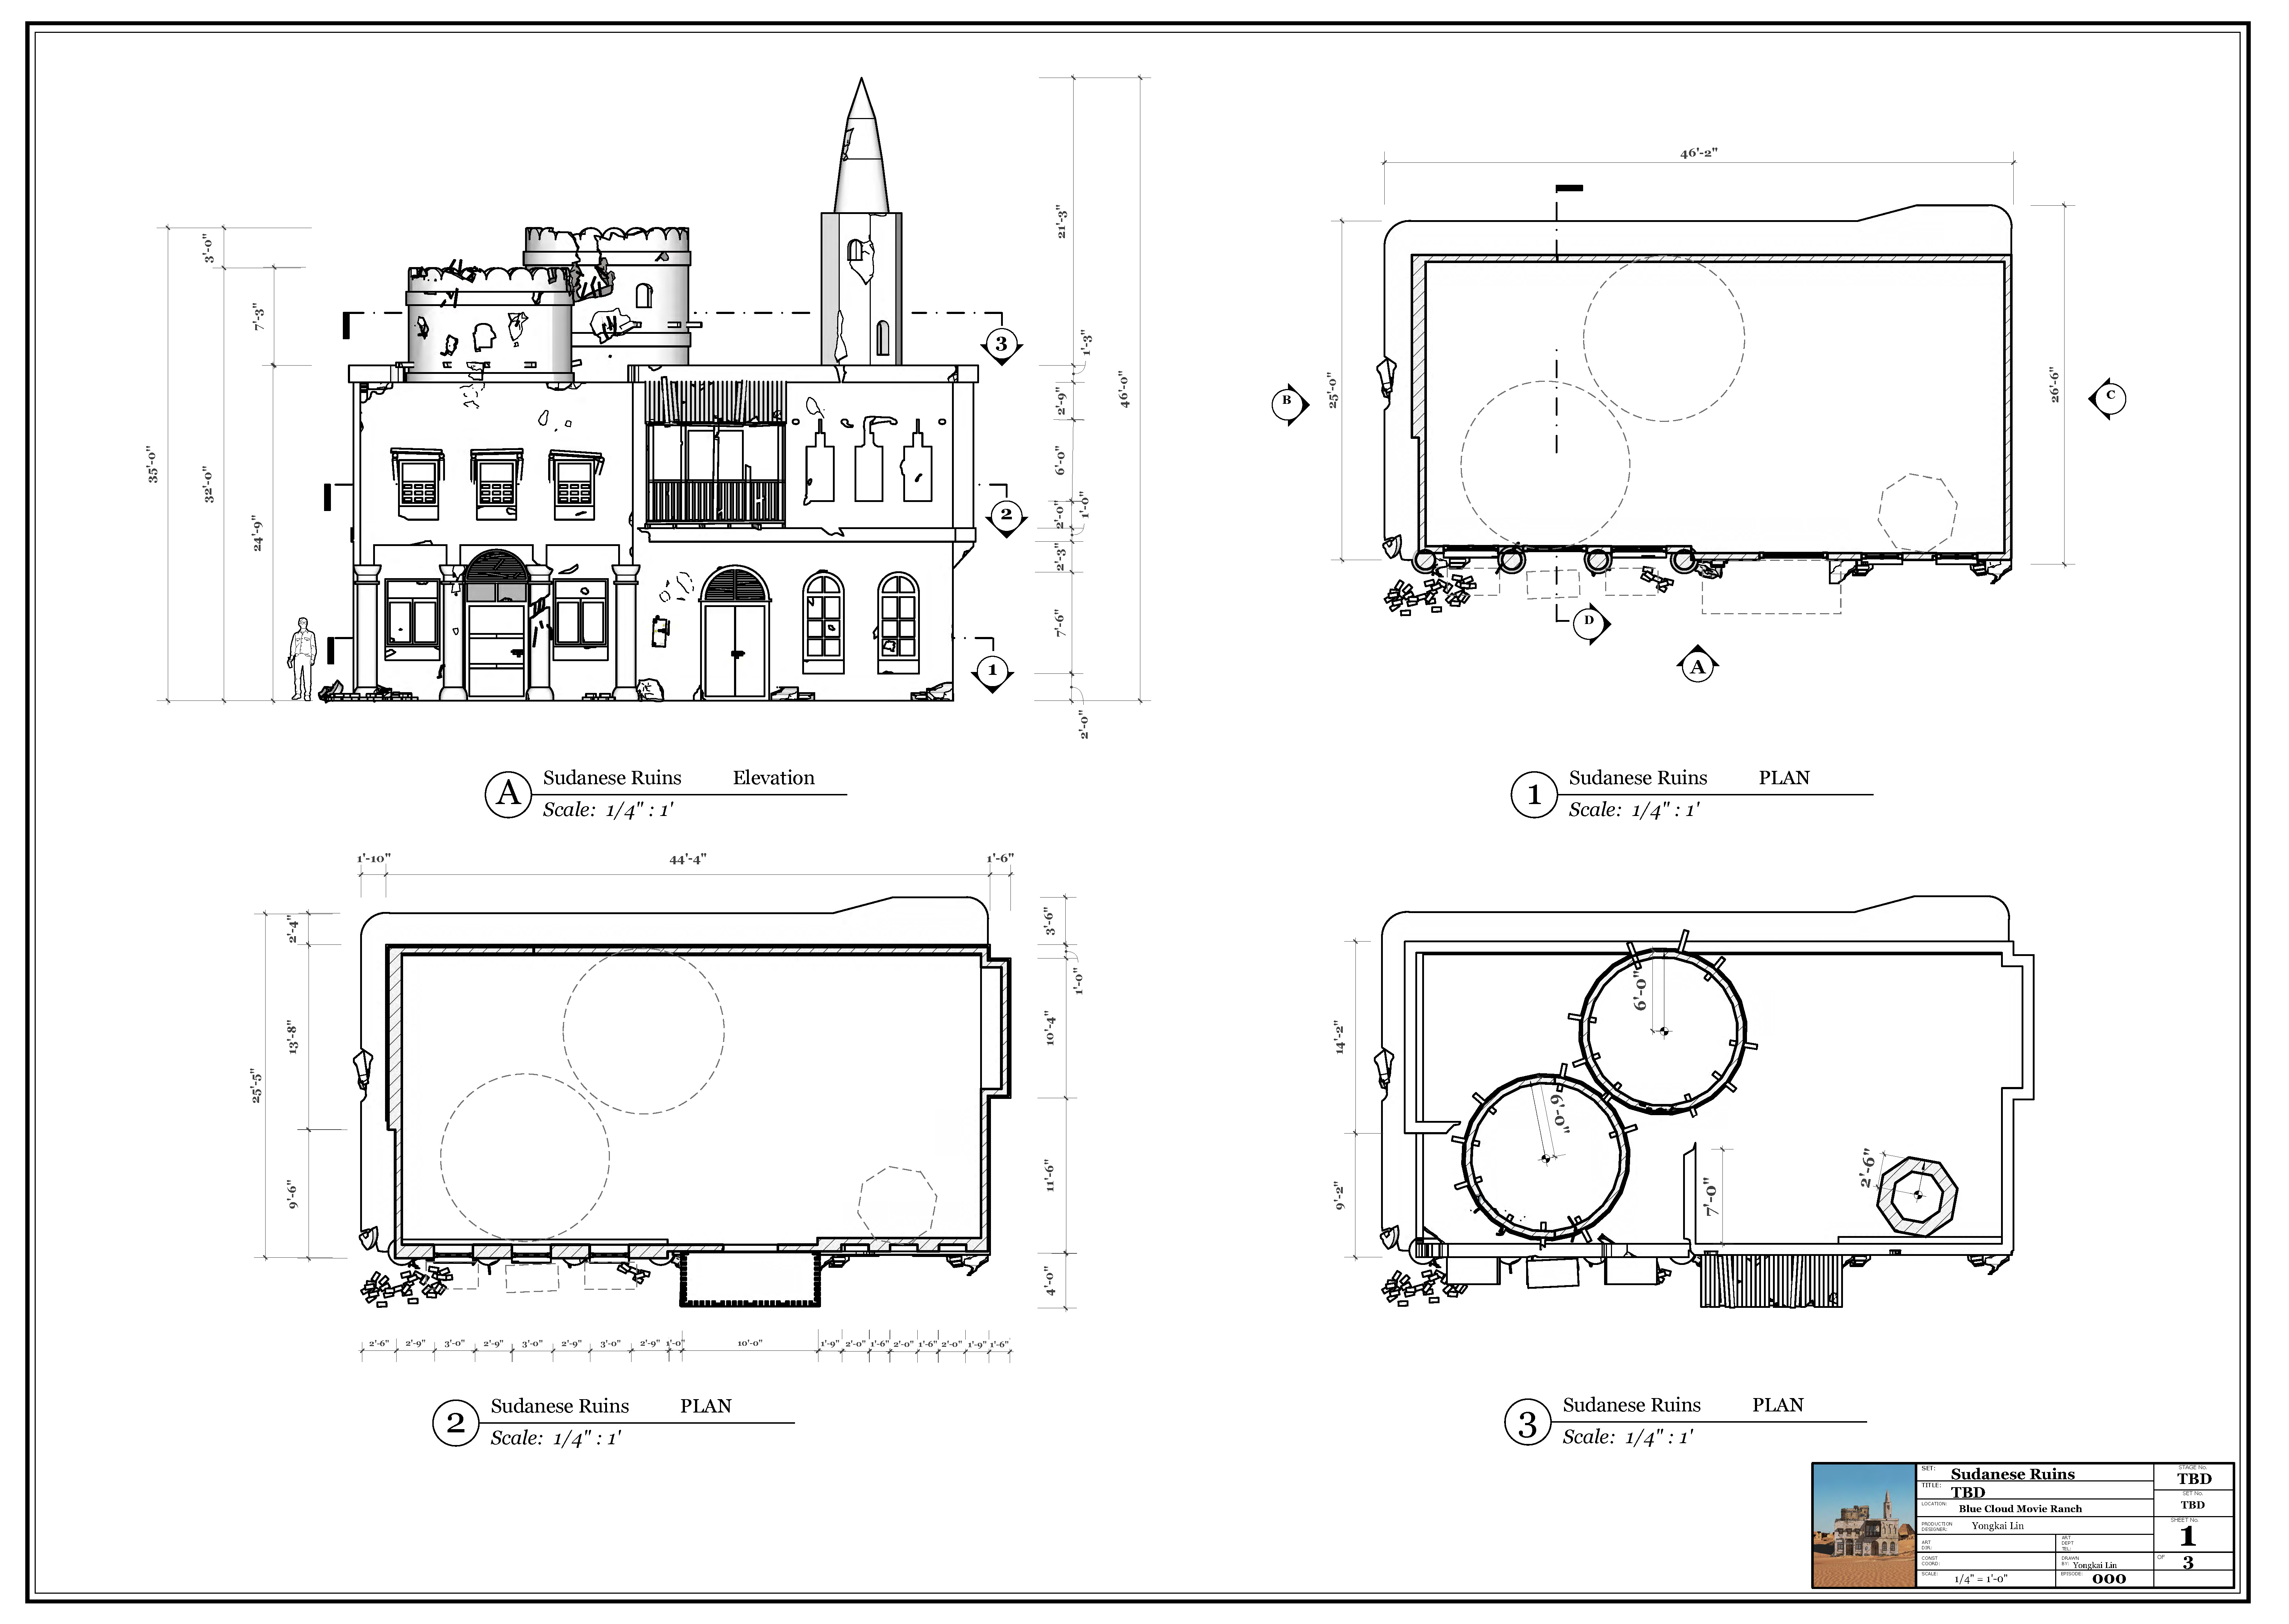 21'-3"
3'-0"
7'-3"
3
1'-3"
35'-0"
32'-0"
24'-9"
46'-0"
2'-9"
6'-0"
2
2'-0"
1'-0"
2'-3"
7'-6"
1
2'-0"
A
Sudanese Ruins Elevation
Scale: 1/4" : 1'
46'-2"
B
25'-0"
26'-6"
C
D
A
1
Sudanese Ruins PLAN
Scale: 1/4" : 1'
1'-10"
44'-4"
1'-6"
2'-4"
3'-6"
1'-0"
25'-5"
13'-8"
10'-4"
9'-6"
11'-6"
4'-0"
2'-6" 2'-9" 3'-0" 2'-9" 3'-0" 2'-9" 3'-0" 2'-9" 1'-0" 10'-0" 1'-9" 2'-0" 1'-6" 2'-0" 1'-6" 2'-0" 1'-9" 1'-6"
2
Sudanese Ruins PLAN
Scale: 1/4" : 1'
6'-0"
14'-2"
6'-0"
2'-6"
9'-2"
7'-0"
3
Sudanese Ruins PLAN
Scale: 1/4" : 1'
SET: Sudanese Ruins
TITLE: TBD
LOCATION: Blue Cloud Movie Ranch
PRODUCTION DESIGNER: Yongkai Lin
ART DIR:
ART DEPT TEL:
CONST COORD:
DRAWN BY: Yongkai Lin
SCALE: 1/4" = 1'-0"
EPISODE: 000
STAGE No. TBD
SET No. TBD
SHEET No. 1
OF 3